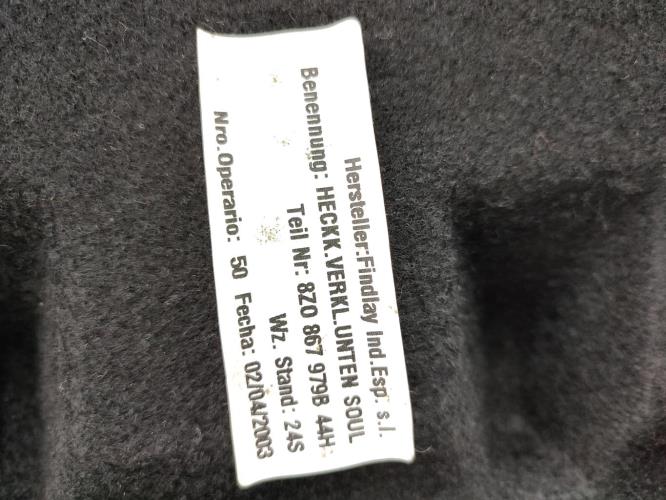 Hersteller:Findlay Ind.Esp. s.l.
Benennung: HECKK.VERKL.UNTEN SOUL
Teil Nr: 8Z0 867 979B 44H
Wz. Stand: 24S
Nro.Operario: 50 Fecha: 02/04/2003